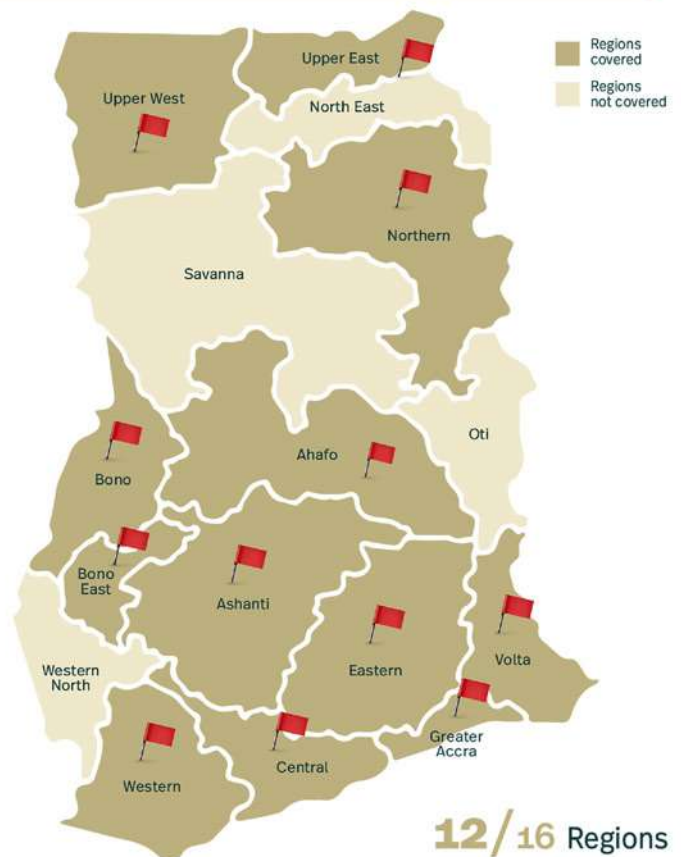 Regions
covered
Regions
not covered
Upper East
Upper West
North East
Northern
Savanna
Oti
Ahafo
Bono
Bono
East
Ashanti
Eastern
Volta
Western
North
Greater
Accra
Central
Western
12/16 Regions